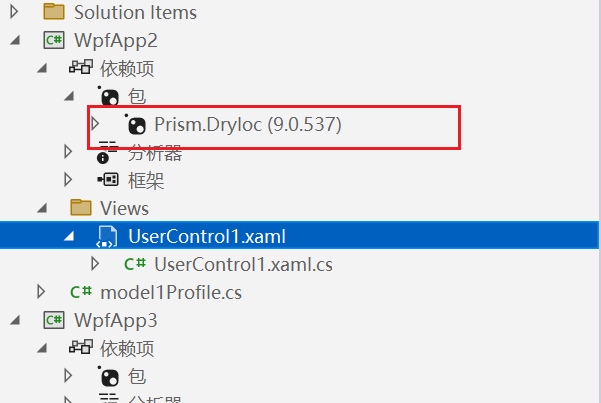 Solution Items
C# WpfApp2
依赖项
包
Prism.DryIoc (9.0.537)
分析器
框架
Views
UserControl1.xaml
C# UserControl1.xaml.cs
C# model1Profile.cs
C# WpfApp3
依赖项
包
分析器